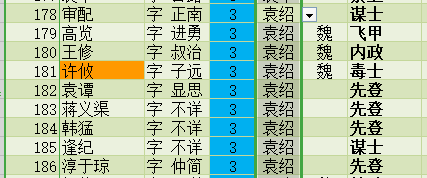 178 审配 字 正南 3 袁绍 谋士
179 高览 字 进勇 3 袁绍 魏 飞甲
180 王修 字 叔治 3 袁绍 魏 内政
181 许攸 字 子远 3 袁绍 魏 毒士
182 袁谭 字 显思 3 袁绍 先登
183 蒋义渠 字 不详 3 袁绍 先登
184 韩猛 字 不详 3 袁绍 先登
185 逢纪 字 不详 3 袁绍 谋士
186 淳于琼 字 仲简 3 袁绍 先登